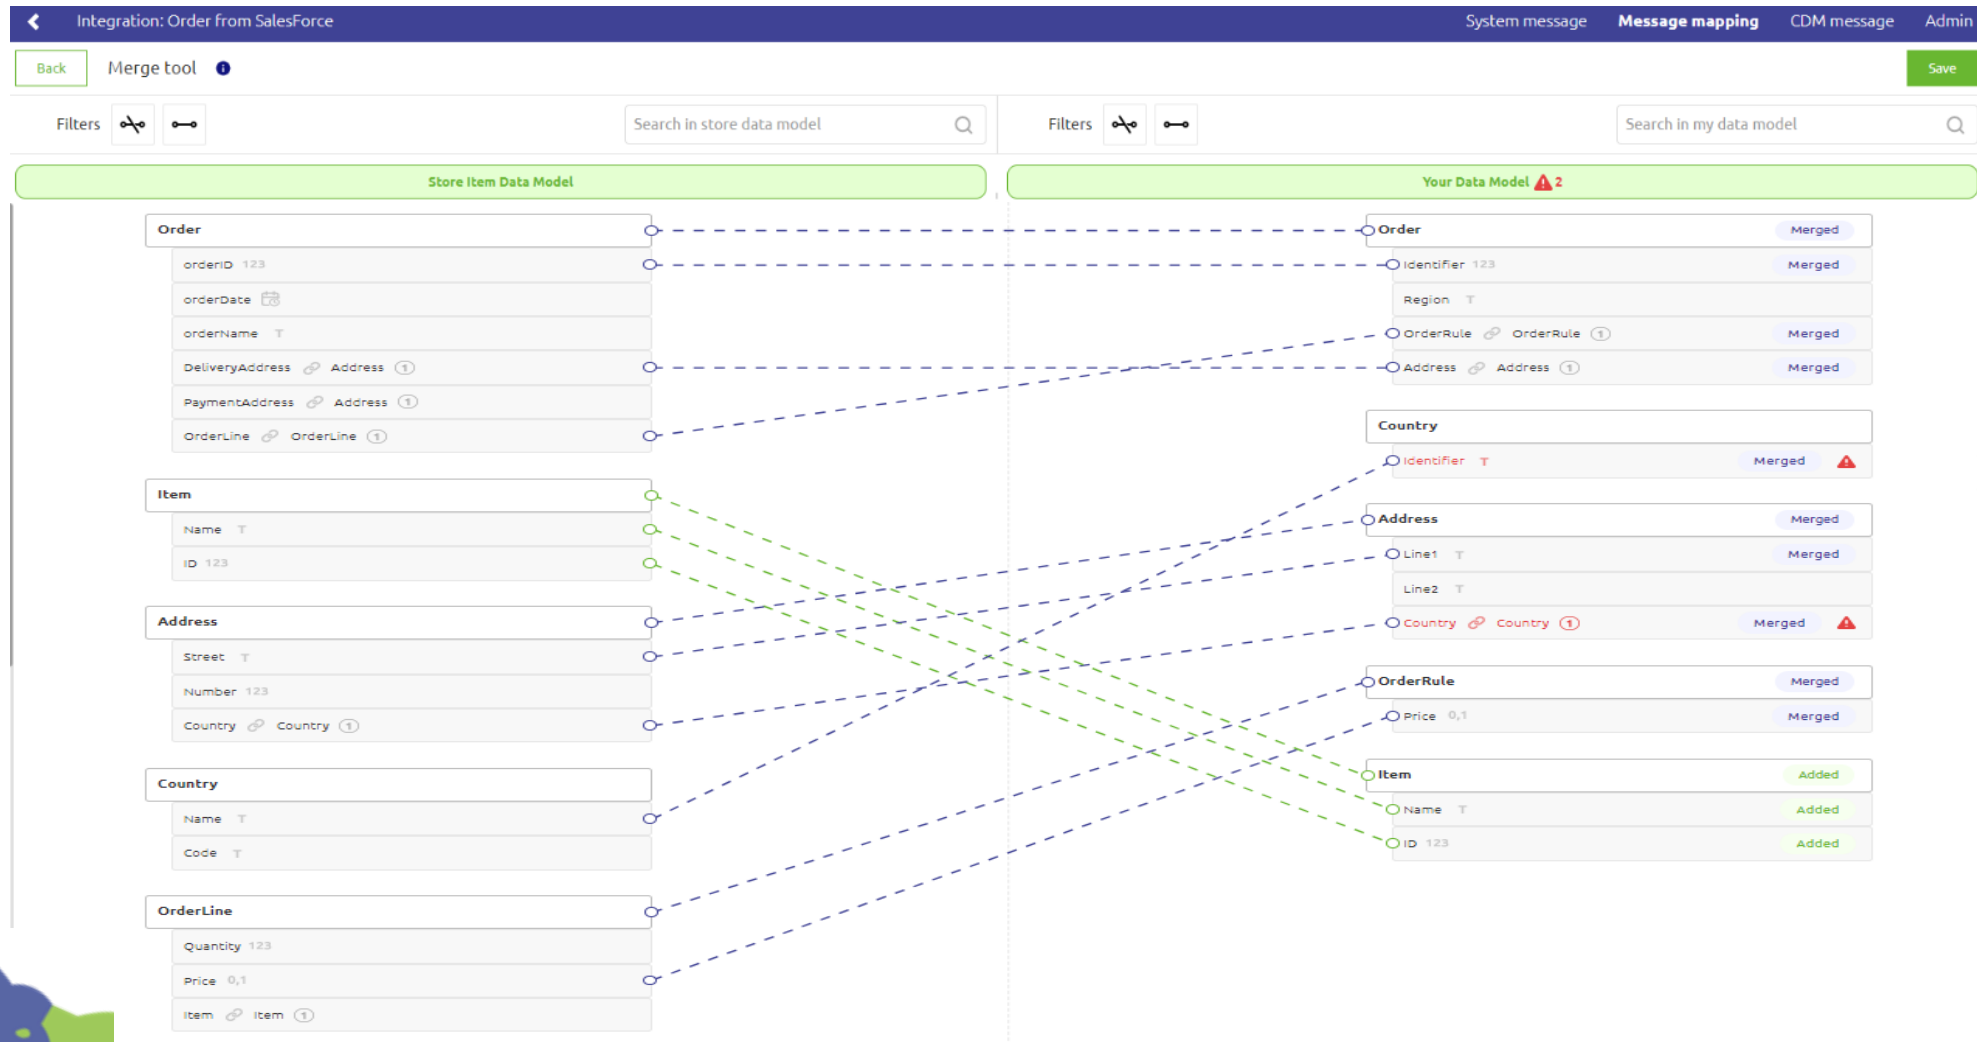 Integration: Order from SalesForce
System message Message mapping CDM message Admin
Back Merge tool Save
Filters Search in store data model
Filters Search in my data model
Store Item Data Model
Order
orderID 123
orderDate
orderName T
DeliveryAddress Address 1
PaymentAddress Address 1
OrderLine OrderLine 1
Item
Name T
ID 123
Address
Street T
Number 123
Country Country 1
Country
Name T
Code T
OrderLine
Quantity 123
Price 0,1
Item Item 1
Your Data Model 2
Order Merged
Identifier 123 Merged
Region T
OrderRule OrderRule 1 Merged
Address Address 1 Merged
Country
Identifier T Merged
Address Merged
Line1 T Merged
Line2 T
Country Country 1 Merged
OrderRule Merged
Price 0,1 Merged
Item Added
Name T Added
ID 123 Added